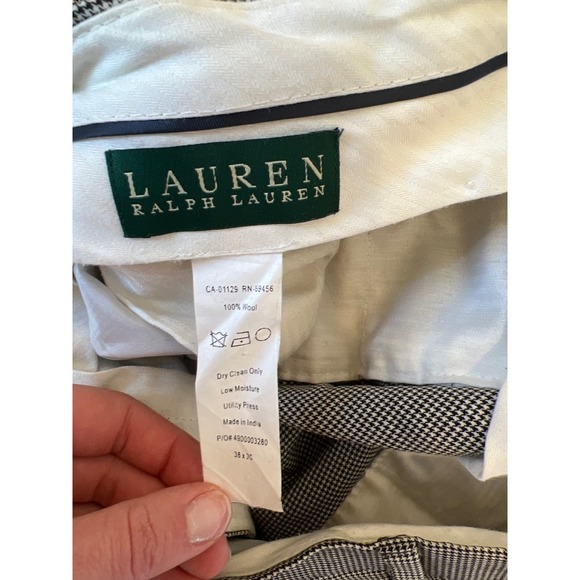 LAUREN
RALPH LAUREN
CA-01129 RN-59456
100% Wool
Dry Clean Only
Low Moisture
Utility Press
Made in India
P/O# 4900003280
38 x 30